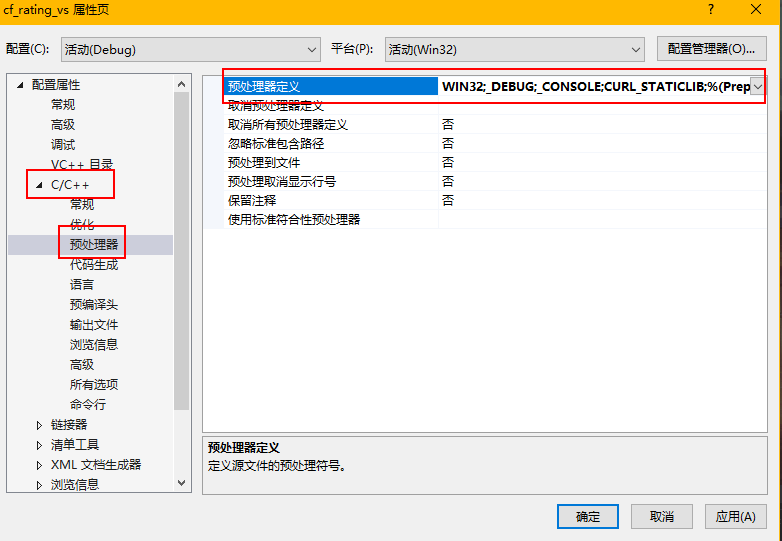 cf_rating_vs 属性页
配置(C): 活动(Debug) 平台(P): 活动(Win32) 配置管理器(O)...
配置属性
常规
高级
调试
VC++ 目录
C/C++
常规
优化
预处理器
代码生成
语言
预编译头
输出文件
浏览信息
高级
所有选项
命令行
链接器
清单工具
XML 文档生成器
浏览信息
预处理器定义 WIN32;_DEBUG;_CONSOLE;CURL_STATICLIB;%(Prep
取消预处理器定义
取消所有预处理器定义 否
忽略标准包含路径 否
预处理到文件 否
预处理取消显示行号 否
保留注释 否
使用标准符合性预处理器
预处理器定义
定义源文件的预处理符号。
确定 取消 应用(A)